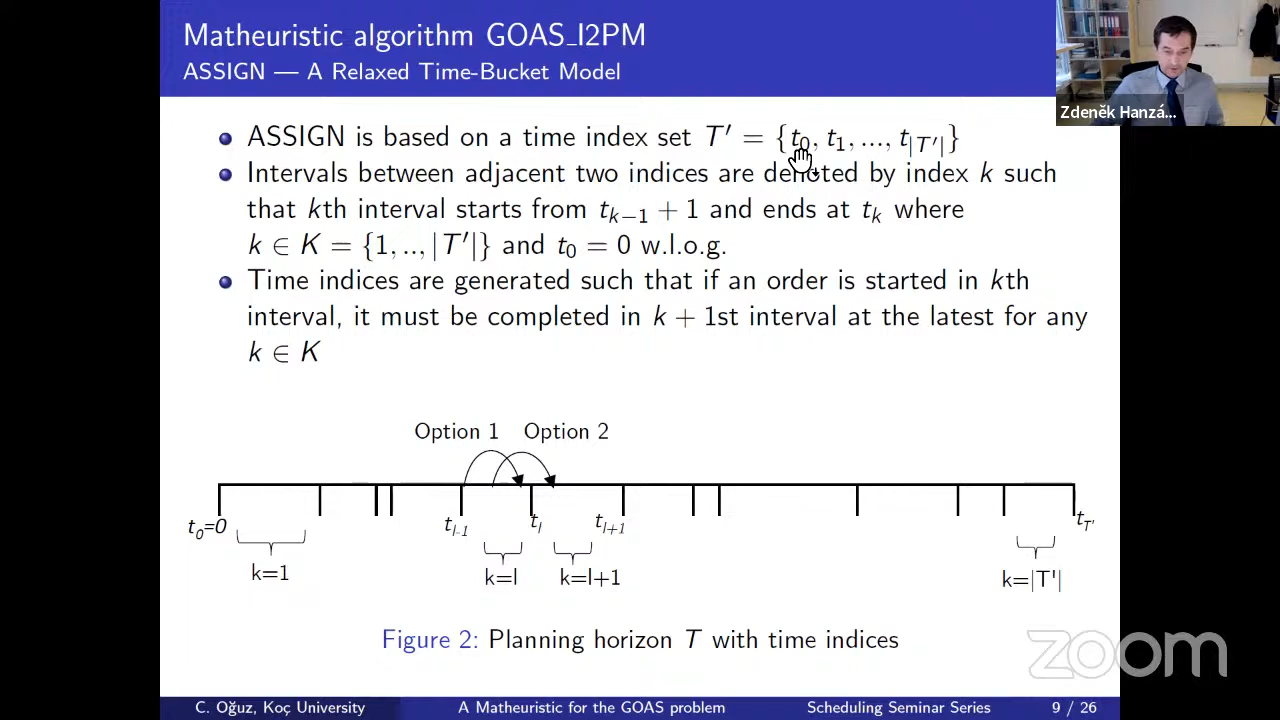 Matheuristic algorithm GOAS_I2PM
ASSIGN — A Relaxed Time-Bucket Model
Zdeněk Hanzá...
ASSIGN is based on a time index set T′ = {t₀, t₁, ..., t|T′|}
Intervals between adjacent two indices are denoted by index k such
that kth interval starts from tₖ₋₁ + 1 and ends at tₖ where
k ∈ K = {1, .., |T′|} and t₀ = 0 w.l.o.g.
Time indices are generated such that if an order is started in kth
interval, it must be completed in k + 1st interval at the latest for any
k ∈ K
Option 1 Option 2
t₀=0 t_l-1 t_l t_l+1 t_T'
k=1 k=l k=l+1 k=|T'|
Figure 2: Planning horizon T with time indices
zoom
C. Oğuz, Koç University A Matheuristic for the GOAS problem Scheduling Seminar Series 9 / 26